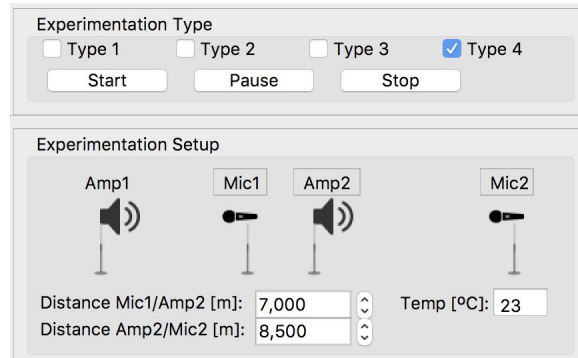 Experimentation Type
Type 1 Type 2 Type 3 Type 4
Start Pause Stop
Experimentation Setup
Amp1 Mic1 Amp2 Mic2
Distance Mic1/Amp2 [m]: 7,000 Temp [ºC]: 23
Distance Amp2/Mic2 [m]: 8,500